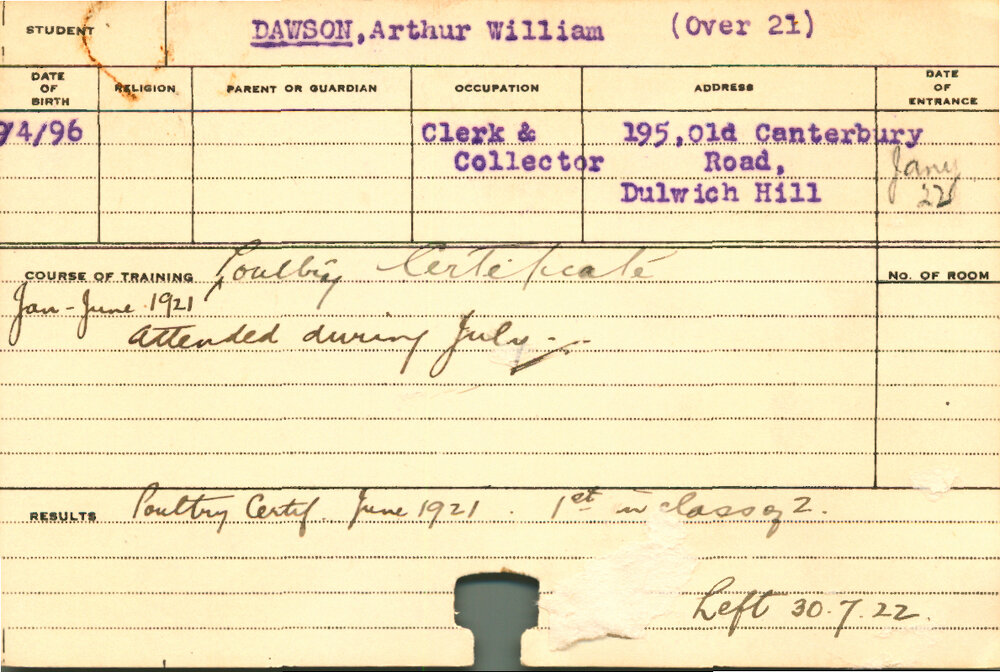 STUDENT DAWSON, Arthur William (Over 21)
DATE OF BIRTH RELIGION PARENT OR GUARDIAN OCCUPATION ADDRESS DATE OF ENTRANCE
/4/96 Clerk & Collector 195, Old Canterbury Road, Dulwich Hill Jany 22
COURSE OF TRAINING Poultry Certificate No. OF ROOM
Jan - June 1921
Attended during July
RESULTS Poultry Certif. June 1921. 1st in class of 2.
Left 30.7.22.